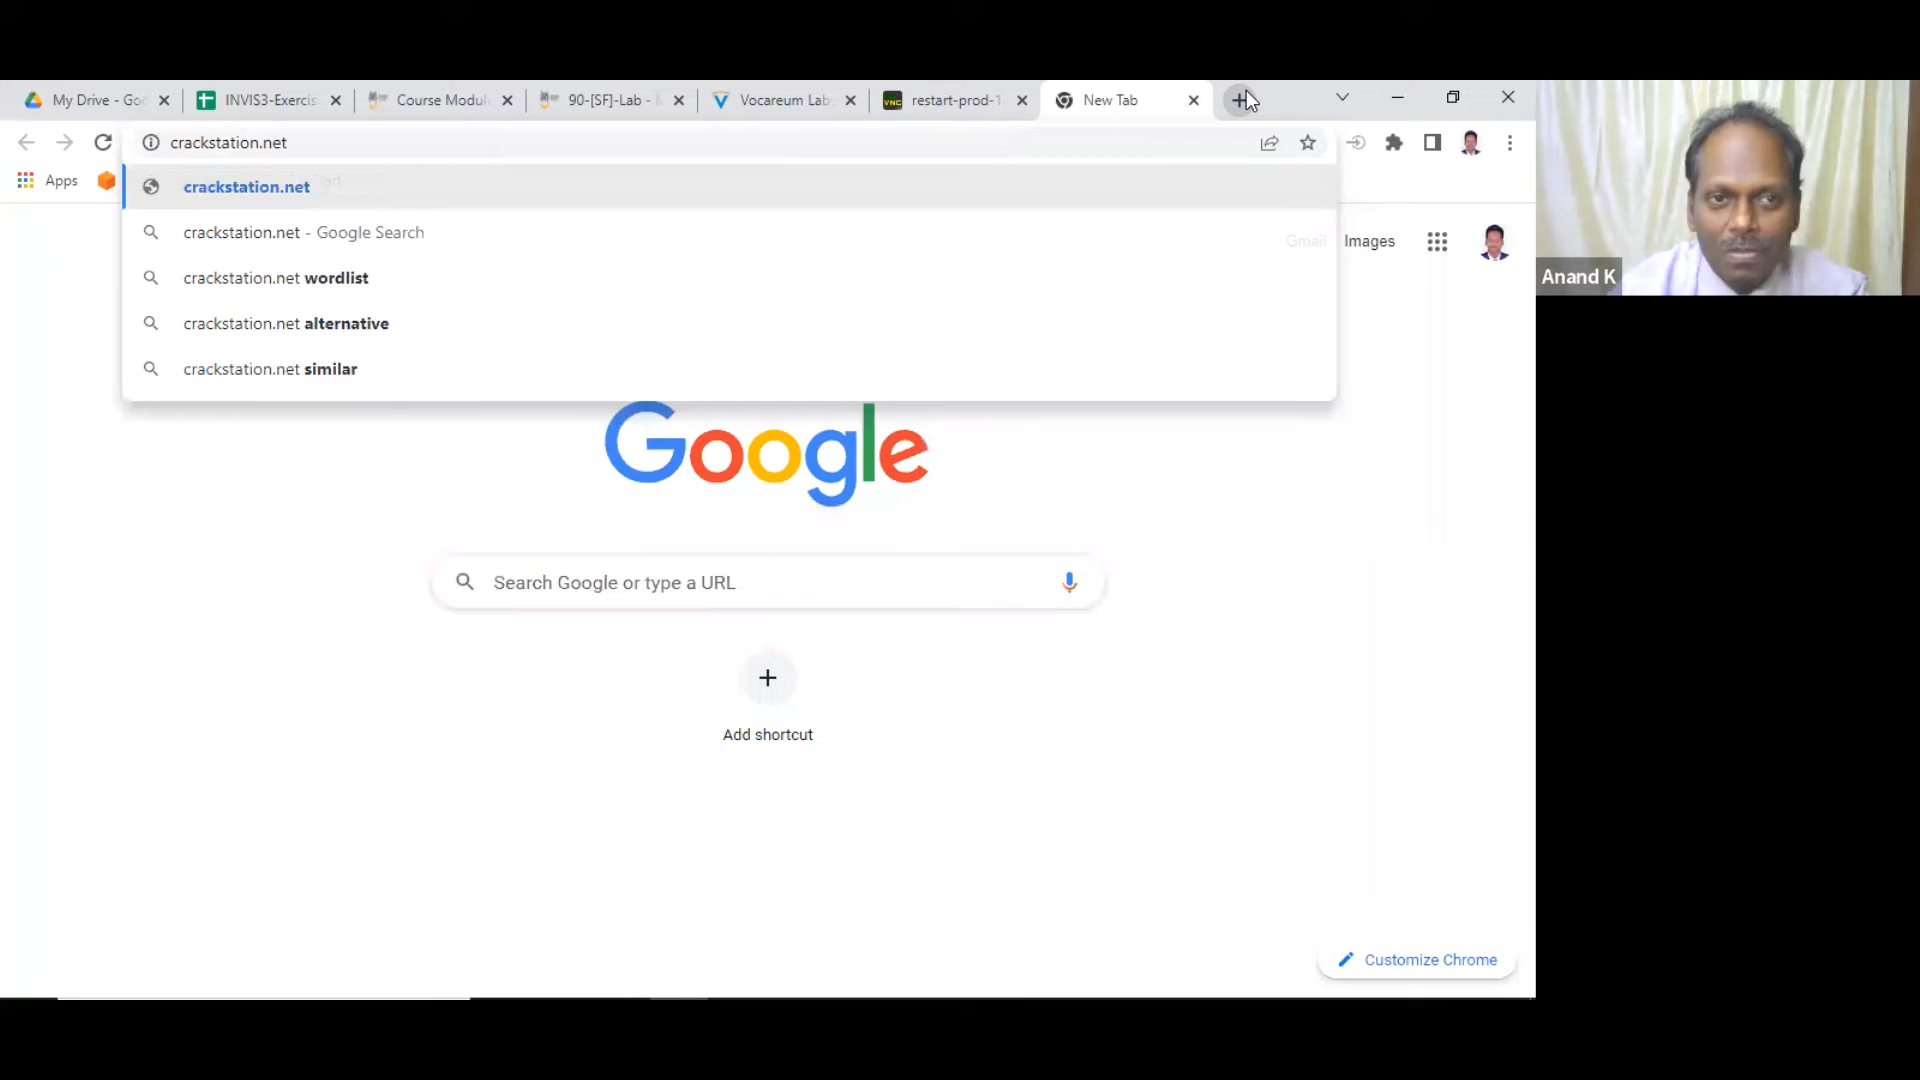 My Drive - Goo
INVIS3-Exercis
Course Modul
90-[SF]-Lab -
Vocareum Lab
VNC
restart-prod-1
New Tab
crackstation.net
Apps
crackstation.net
crackstation.net - Google Search
crackstation.net wordlist
crackstation.net alternative
crackstation.net similar
Gmail Images
Anand K
Google
Search Google or type a URL
Add shortcut
Customize Chrome